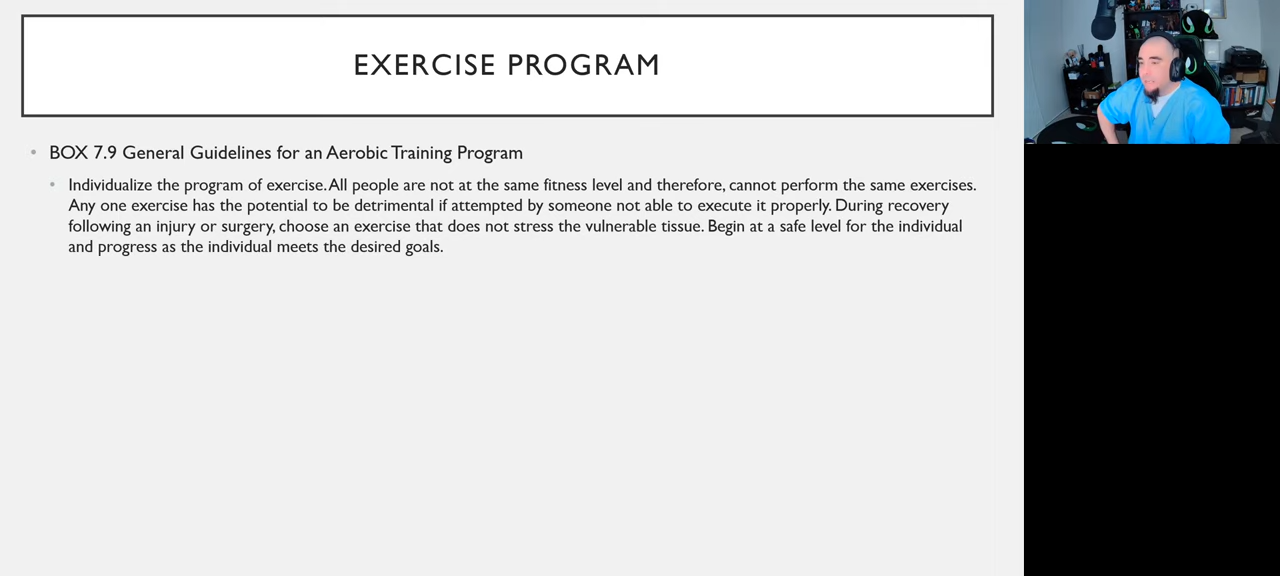 EXERCISE PROGRAM
• BOX 7.9 General Guidelines for an Aerobic Training Program
• Individualize the program of exercise. All people are not at the same fitness level and therefore, cannot perform the same exercises.
Any one exercise has the potential to be detrimental if attempted by someone not able to execute it properly. During recovery
following an injury or surgery, choose an exercise that does not stress the vulnerable tissue. Begin at a safe level for the individual
and progress as the individual meets the desired goals.